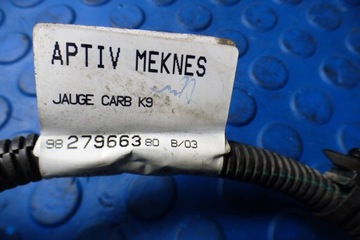 APTIV MEKNES
JAUGE CARB K9
98 279663 80 B/03